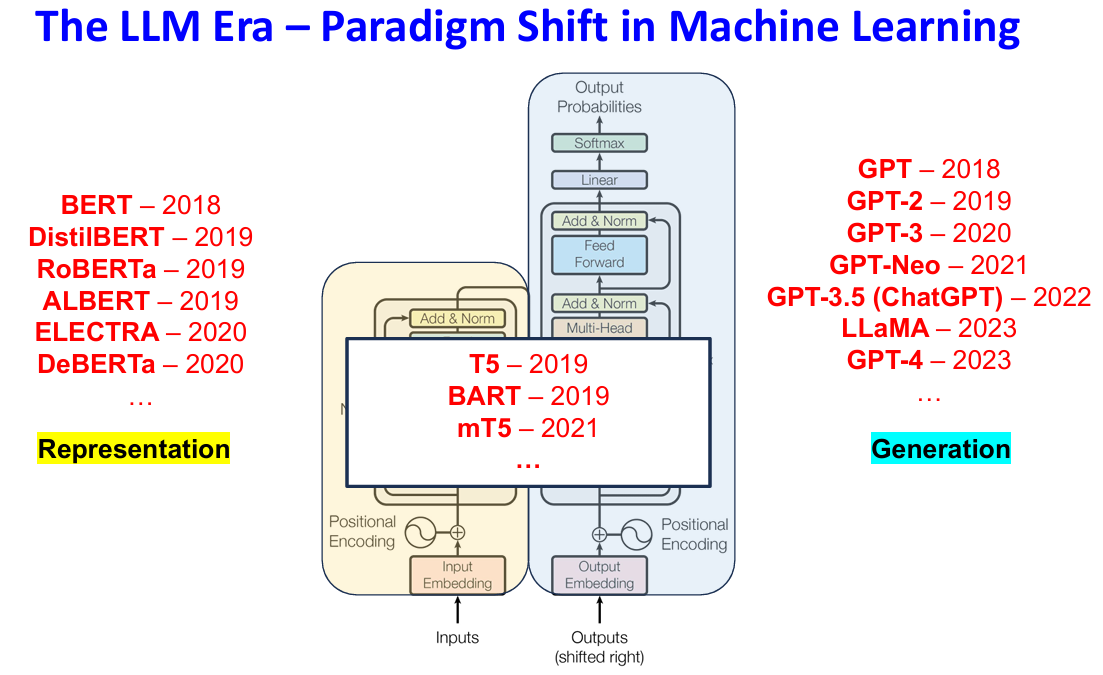 The LLM Era – Paradigm Shift in Machine Learning
BERT – 2018
DistilBERT – 2019
RoBERTa – 2019
ALBERT – 2019
ELECTRA – 2020
DeBERTa – 2020
…
Representation
Output
Probabilities
Softmax
Linear
Add & Norm
Feed
Forward
Add & Norm
Multi-Head
Add & Norm
T5 – 2019
BART – 2019
mT5 – 2021
…
Positional
Encoding
Input
Embedding
Inputs
Output
Embedding
Positional
Encoding
Outputs
(shifted right)
GPT – 2018
GPT-2 – 2019
GPT-3 – 2020
GPT-Neo – 2021
GPT-3.5 (ChatGPT) – 2022
LLaMA – 2023
GPT-4 – 2023
…
Generation